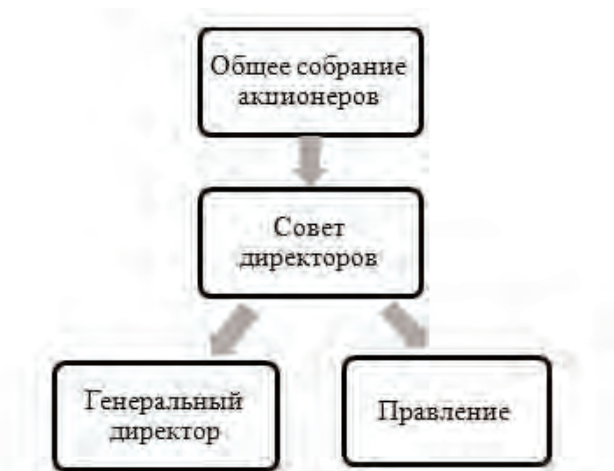 Общее собрание
акционеров
Совет
директоров
Генеральный
директор
Правление